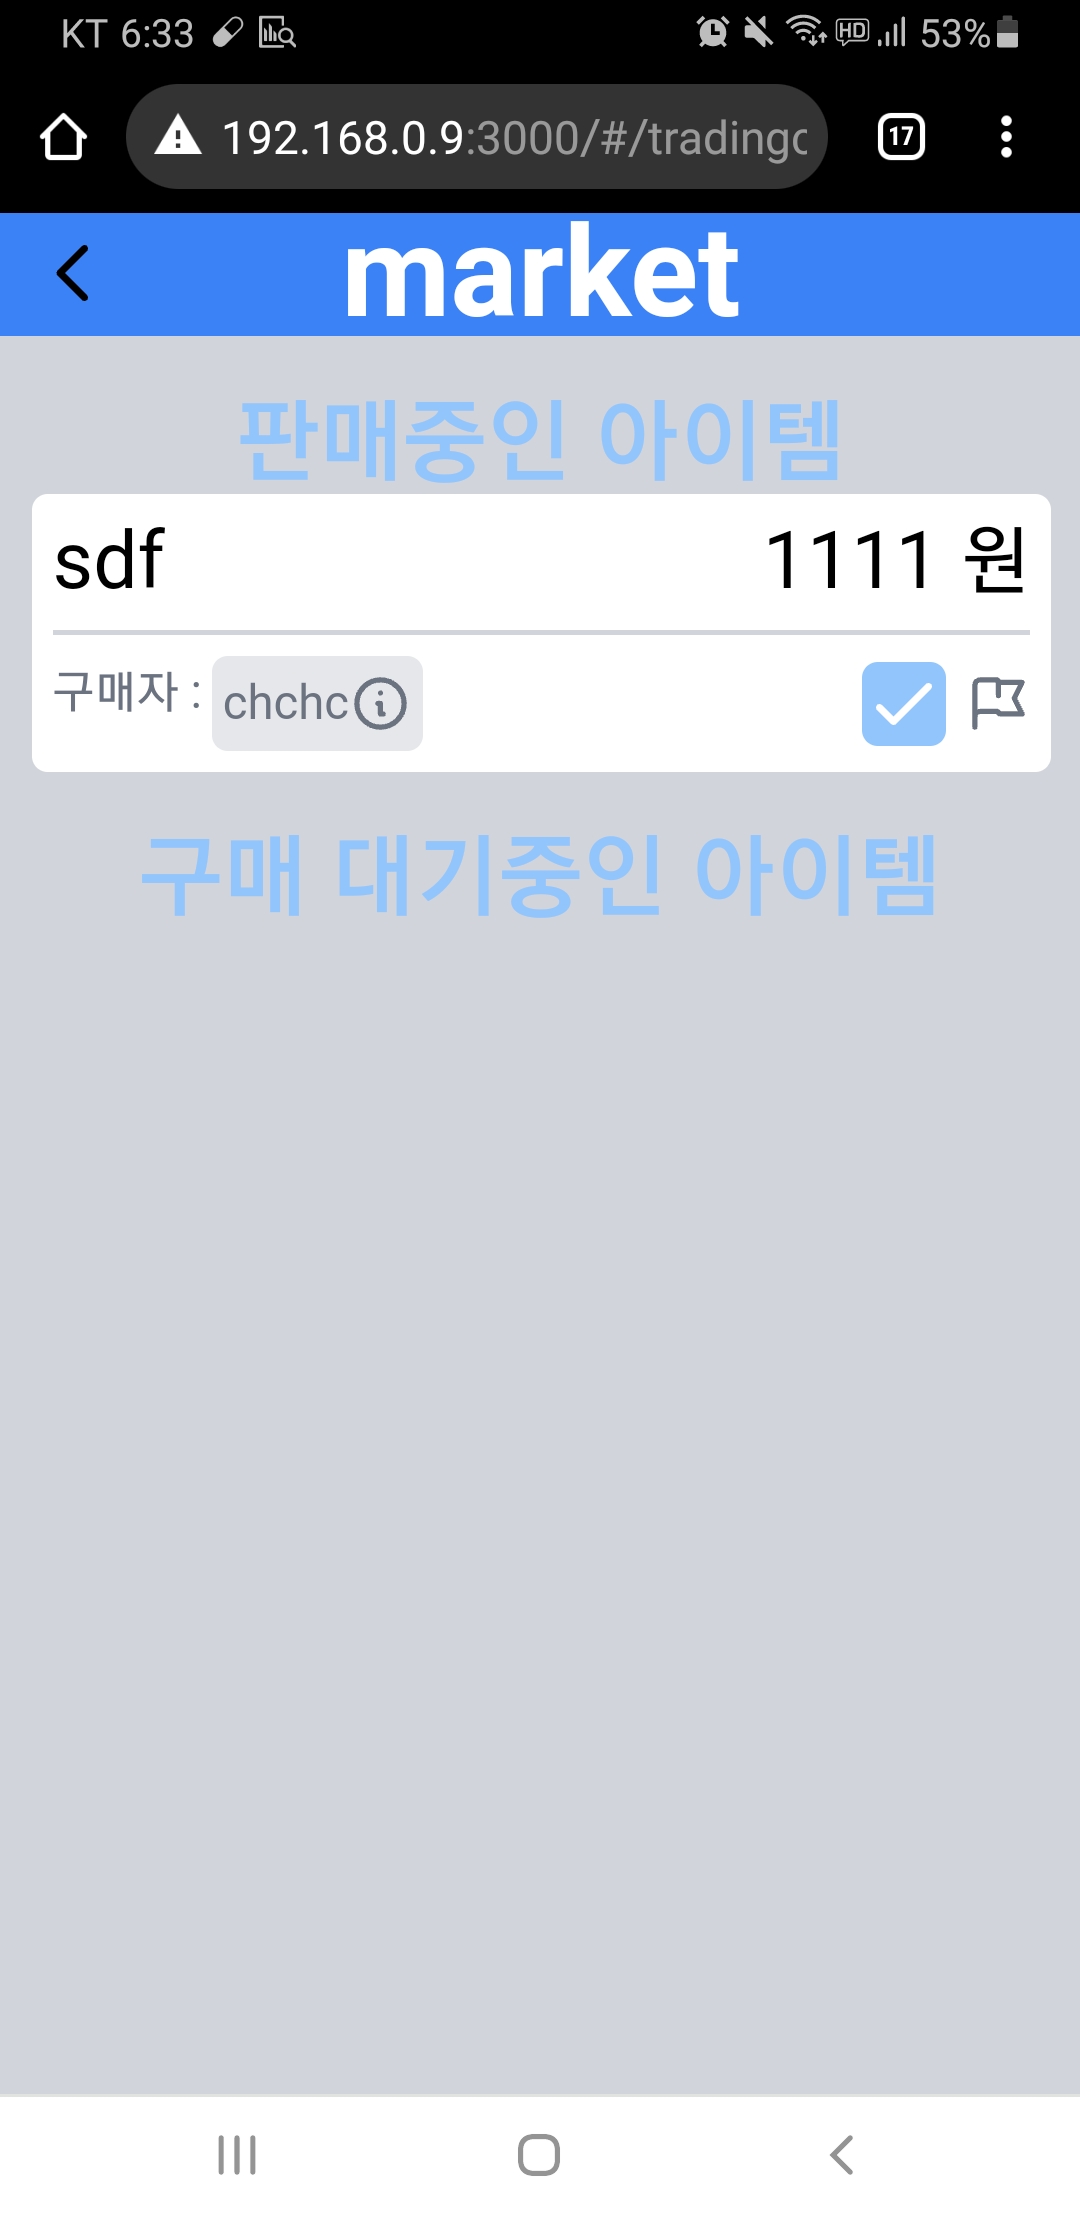 KT 6:33 HD 53%
192.168.0.9:3000/#/tradingc 17
market
판매중인 아이템
sdf 1111 원
구매자 : chchc
구매 대기중인 아이템